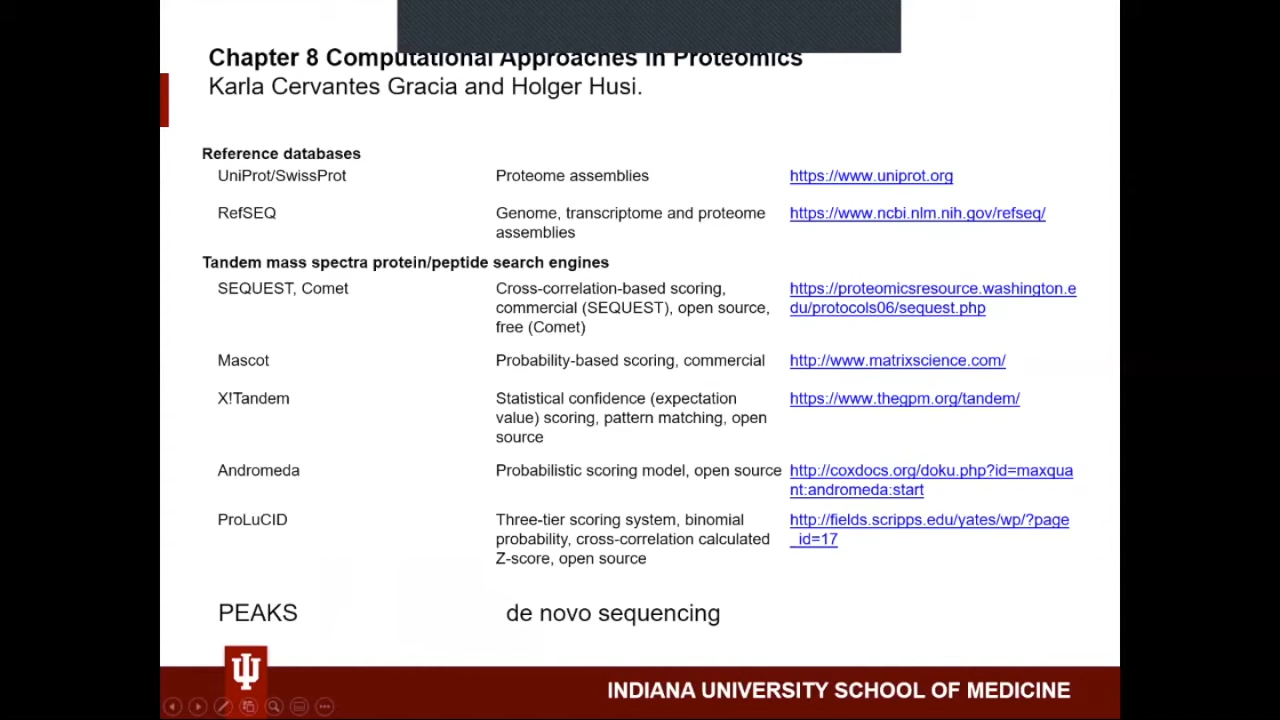 Chapter 8 Computational Approaches in Proteomics
Karla Cervantes Gracia and Holger Husi.
Reference databases
UniProt/SwissProt Proteome assemblies https://www.uniprot.org
RefSEQ Genome, transcriptome and proteome https://www.ncbi.nlm.nih.gov/refseq/
assemblies
Tandem mass spectra protein/peptide search engines
SEQUEST, Comet Cross-correlation-based scoring, https://proteomicsresource.washington.e
commercial (SEQUEST), open source, du/protocols06/sequest.php
free (Comet)
Mascot Probability-based scoring, commercial http://www.matrixscience.com/
X!Tandem Statistical confidence (expectation https://www.thegpm.org/tandem/
value) scoring, pattern matching, open
source
Andromeda Probabilistic scoring model, open source http://coxdocs.org/doku.php?id=maxqua
nt:andromeda:start
ProLuCID Three-tier scoring system, binomial http://fields.scripps.edu/yates/wp/?page
probability, cross-correlation calculated _id=17
Z-score, open source
PEAKS de novo sequencing
INDIANA UNIVERSITY SCHOOL OF MEDICINE